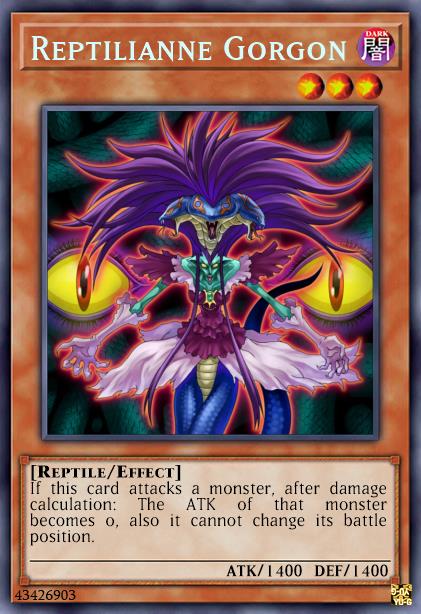 REPTILIANNE GORGON
DARK
闇
[REPTILE/EFFECT]
If this card attacks a monster, after damage
calculation: The ATK of that monster
becomes 0, also it cannot change its battle
position.
ATK/1400 DEF/1400
43426903